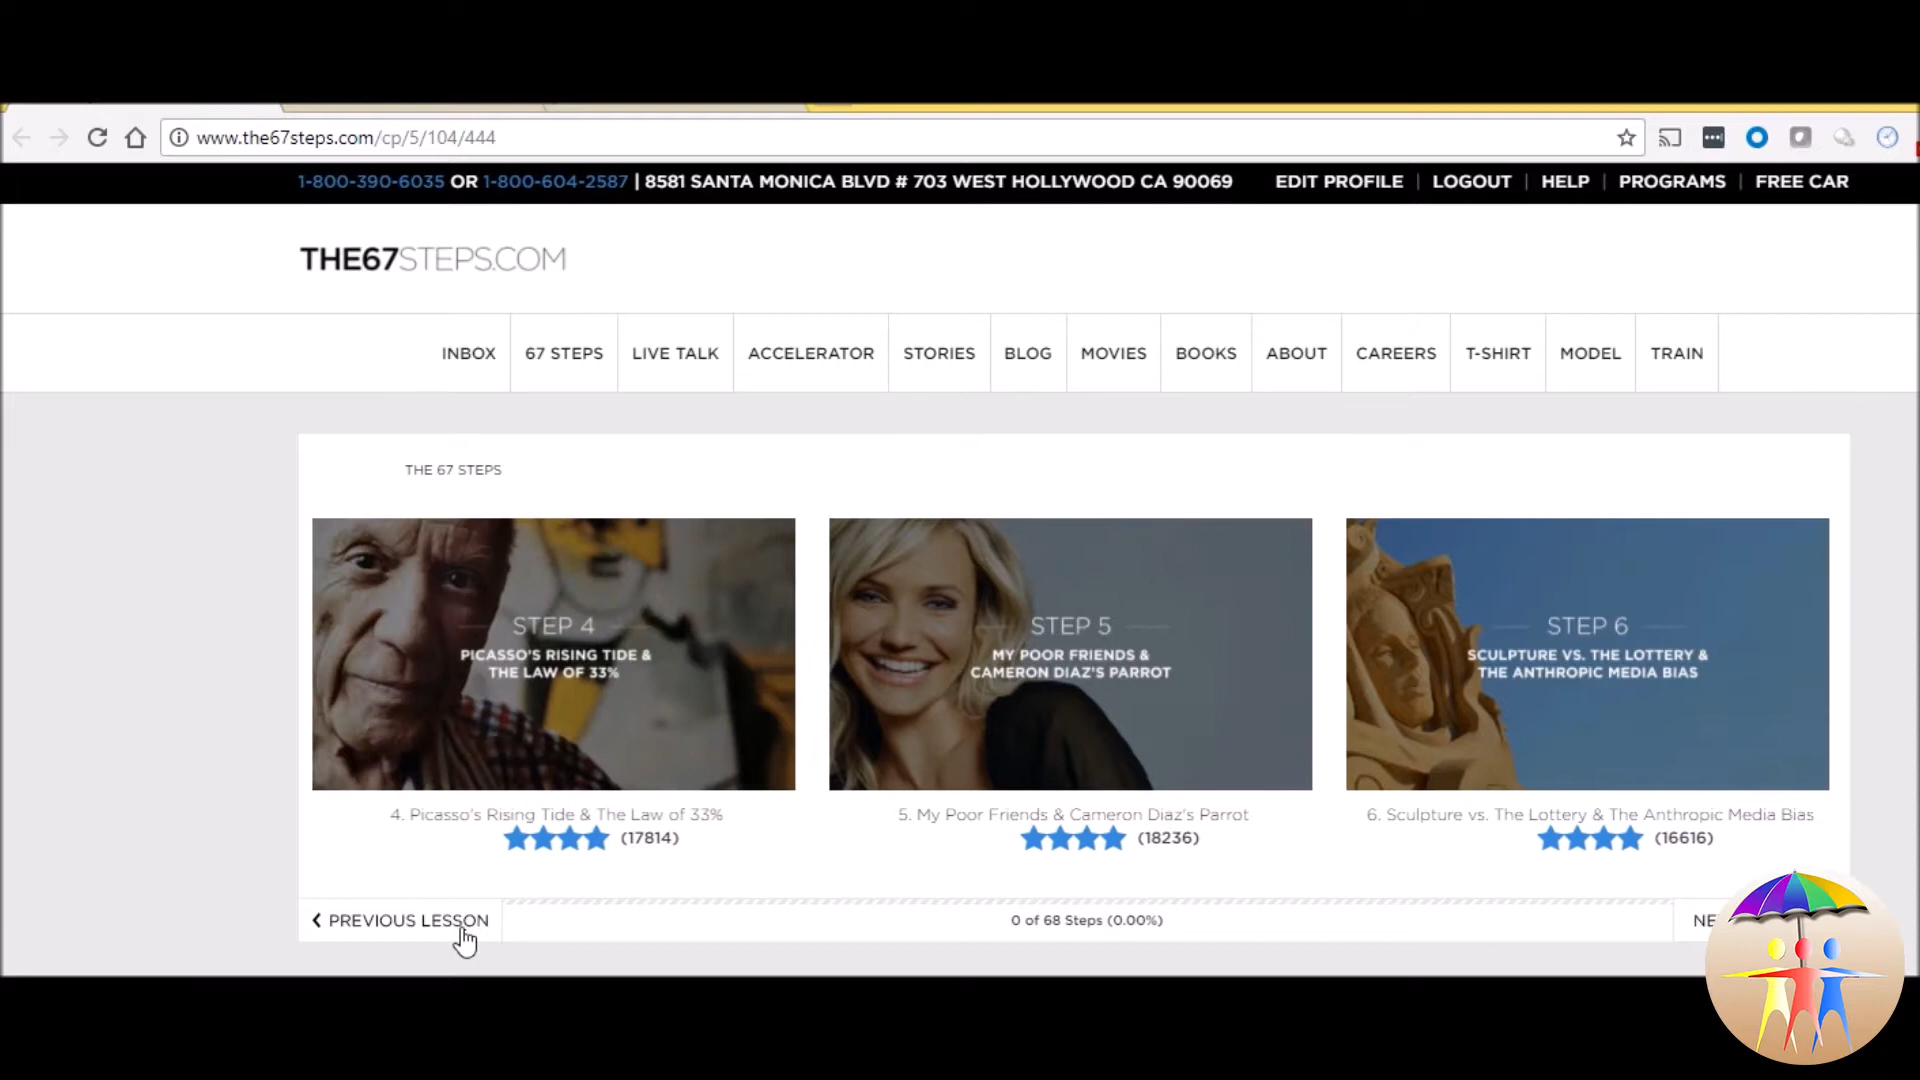 www.the67steps.com/cp/5/104/444
1-800-390-6035 OR 1-800-604-2587 | 8581 SANTA MONICA BLVD # 703 WEST HOLLYWOOD CA 90069
EDIT PROFILE | LOGOUT | HELP | PROGRAMS | FREE CAR
THE67STEPS.COM
INBOX 67 STEPS LIVE TALK ACCELERATOR STORIES BLOG MOVIES BOOKS ABOUT CAREERS T-SHIRT MODEL TRAIN
THE 67 STEPS
STEP 4
PICASSO'S RISING TIDE &
THE LAW OF 33%
4. Picasso's Rising Tide & The Law of 33%
(17814)
STEP 5
MY POOR FRIENDS &
CAMERON DIAZ'S PARROT
5. My Poor Friends & Cameron Diaz's Parrot
(18236)
STEP 6
SCULPTURE VS. THE LOTTERY &
THE ANTHROPIC MEDIA BIAS
6. Sculpture vs. The Lottery & The Anthropic Media Bias
(16616)
PREVIOUS LESSON
0 of 68 Steps (0.00%)